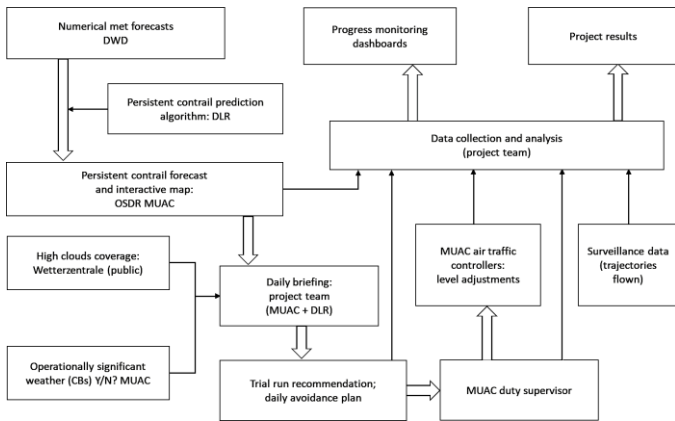 Numerical met forecasts
DWD
Progress monitoring
dashboards
Project results
Persistent contrail prediction
algorithm: DLR
Data collection and analysis
(project team)
Persistent contrail forecast
and interactive map:
OSDR MUAC
High clouds coverage:
Wetterzentrale (public)
Daily briefing:
project team
(MUAC + DLR)
MUAC air traffic
controllers:
level adjustments
Surveillance data
(trajectories
flown)
Operationally significant
weather (CBs) Y/N? MUAC
Trial run recommendation;
daily avoidance plan
MUAC duty supervisor